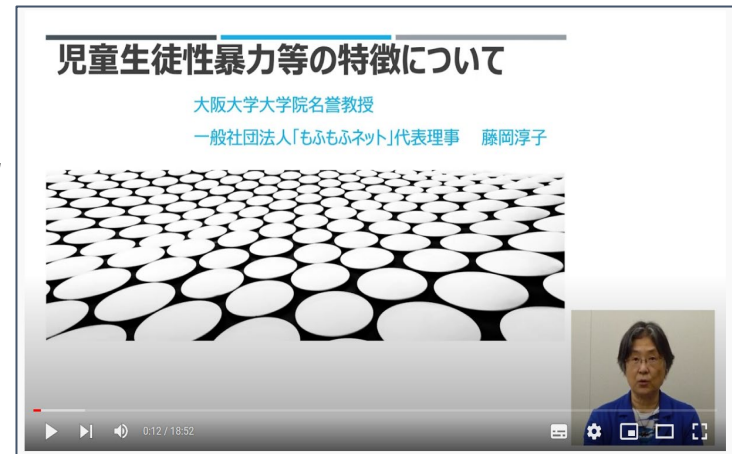 児童生徒性暴力等の特徴について
大阪大学大学院名誉教授
一般社団法人「もふもふネット」代表理事　藤岡淳子
0:12 / 18:52